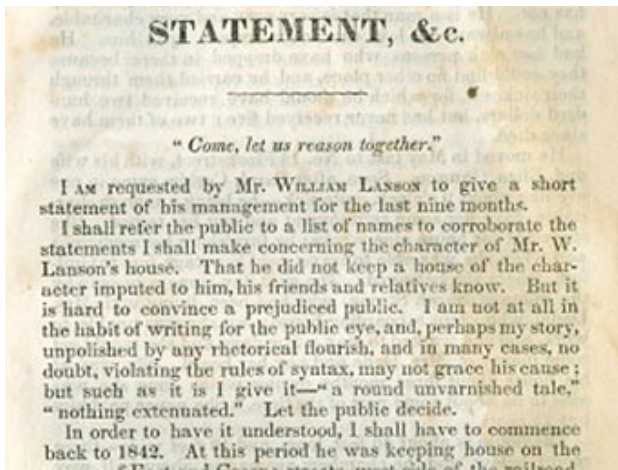 STATEMENT, &c.
" Come, let us reason together."
I AM requested by Mr. WILLIAM LANSON to give a short
statement of his management for the last nine months.
I shall refer the public to a list of names to corroborate the
statements I shall make concerning the character of Mr. W.
Lanson's house. That he did not keep a house of the char-
acter imputed to him, his friends and relatives know. But it
is hard to convince a prejudiced public. I am not at all in
the habit of writing for the public eye, and, perhaps my story,
unpolished by any rhetorical flourish, and in many cases, no
doubt, violating the rules of syntax, may not grace his cause ;
but such as it is I give it—" a round unvarnished tale,"
" nothing extenuated." Let the public decide.
In order to have it understood, I shall have to commence
back to 1842. At this period he was keeping house on the